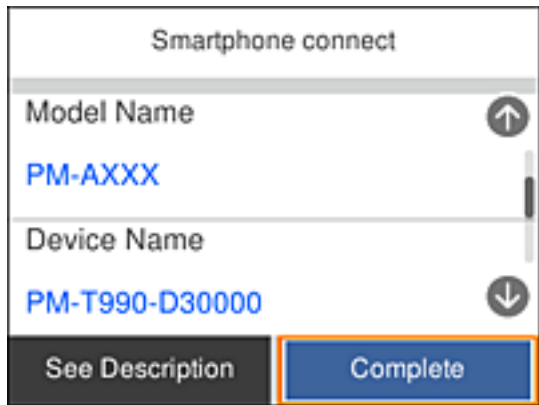 Smartphone connect
Model Name
PM-AXXX
Device Name
PM-T990-D30000
See Description
Complete